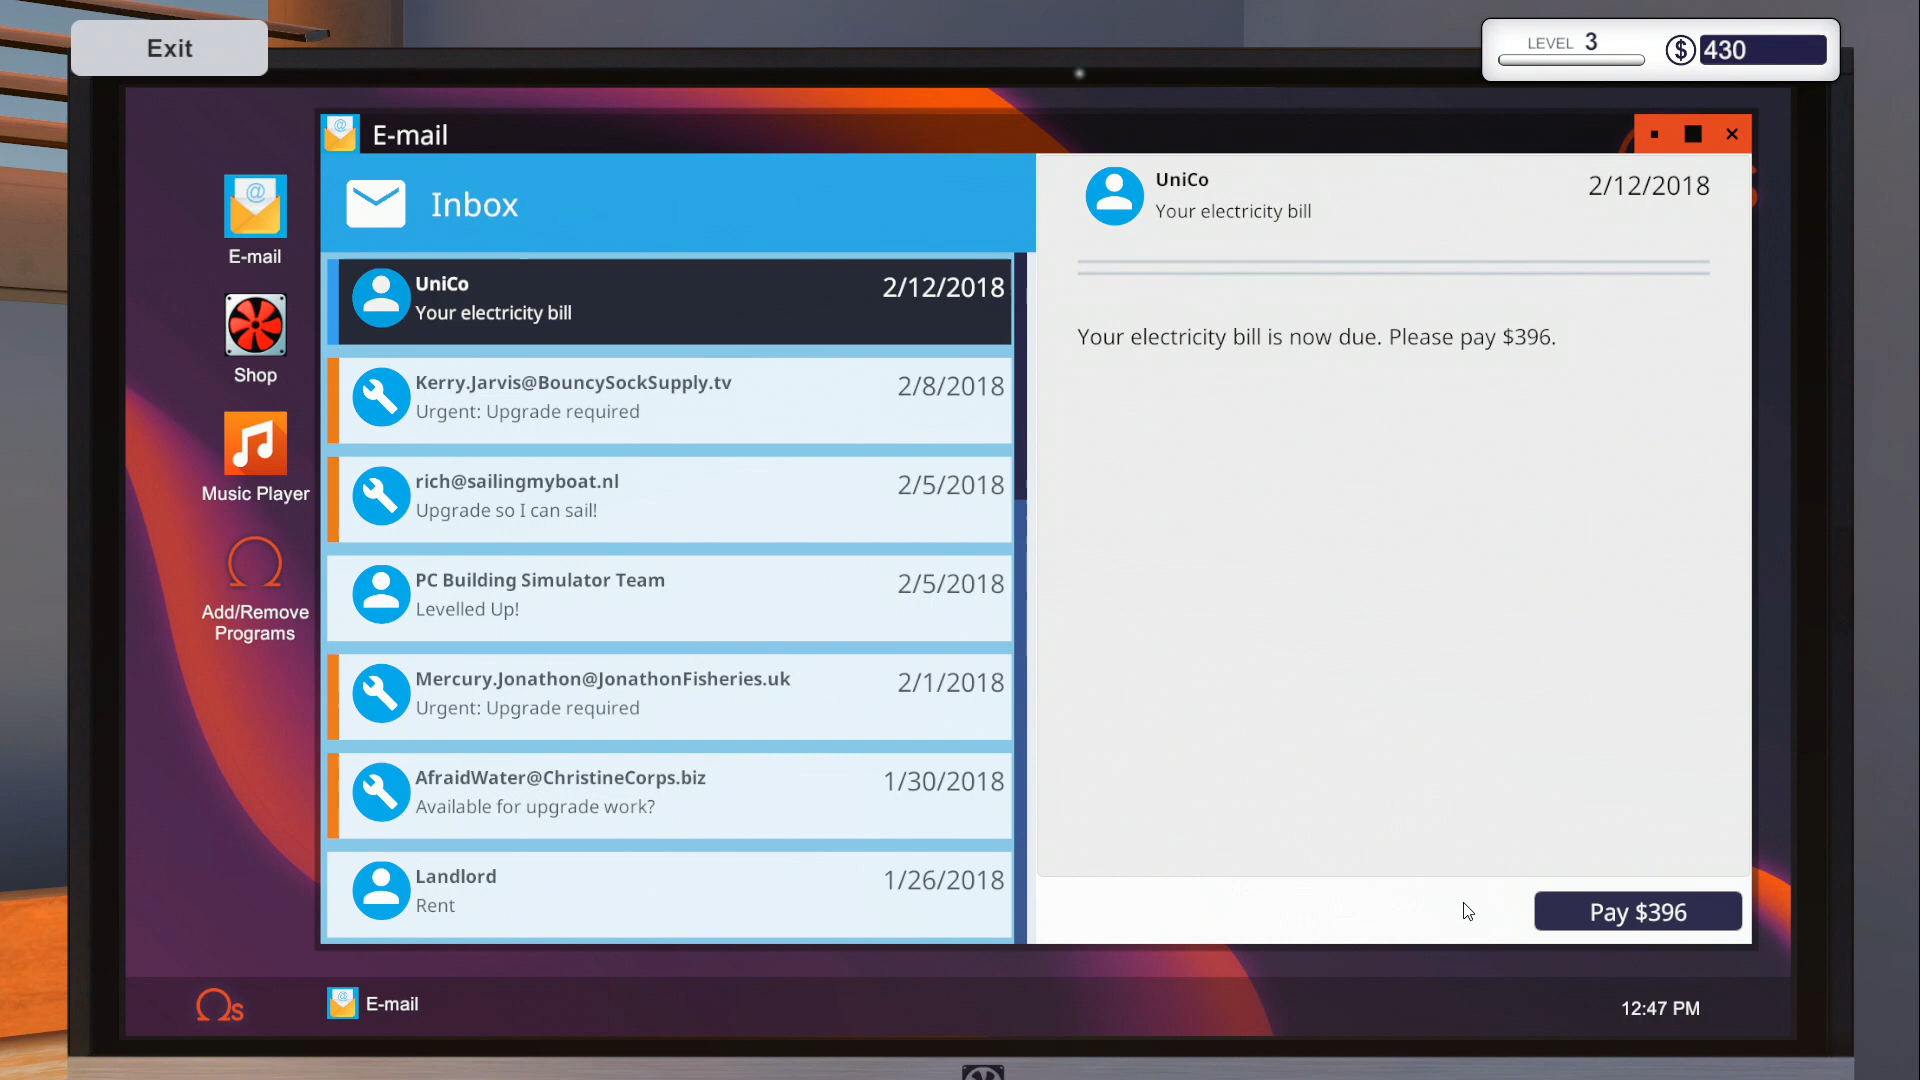 Exit
LEVEL 3
$ 430
E-mail
Inbox
UniCo
Your electricity bill
2/12/2018
Kerry.Jarvis@BouncySockSupply.tv
Urgent: Upgrade required
2/8/2018
rich@sailingmyboat.nl
Upgrade so I can sail!
2/5/2018
PC Building Simulator Team
Levelled Up!
2/5/2018
Mercury.Jonathon@JonathonFisheries.uk
Urgent: Upgrade required
2/1/2018
AfraidWater@ChristineCorps.biz
Available for upgrade work?
1/30/2018
Landlord
Rent
1/26/2018
UniCo
Your electricity bill
2/12/2018
Your electricity bill is now due. Please pay $396.
Pay $396
E-mail
Shop
Music Player
Add/Remove
Programs
Ωs
E-mail
12:47 PM